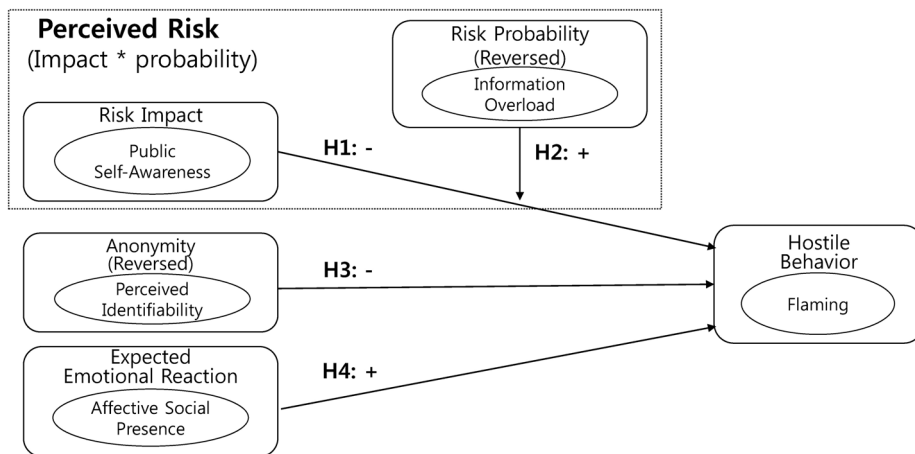 Perceived Risk
(Impact * probability)
Risk Probability
(Reversed)
Information
Overload
Risk Impact
Public
Self-Awareness
H1: -
H2: +
Anonymity
(Reversed)
Perceived
Identifiability
H3: -
Hostile
Behavior
Flaming
Expected
Emotional Reaction
Affective Social
Presence
H4: +